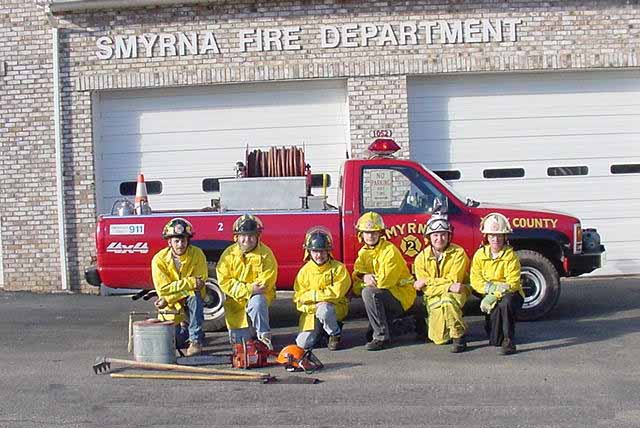 SMYRNA FIRE DEPARTMENT
1052
NO
PARKING
SMYRN
COUNTY
2
911
4x4
2